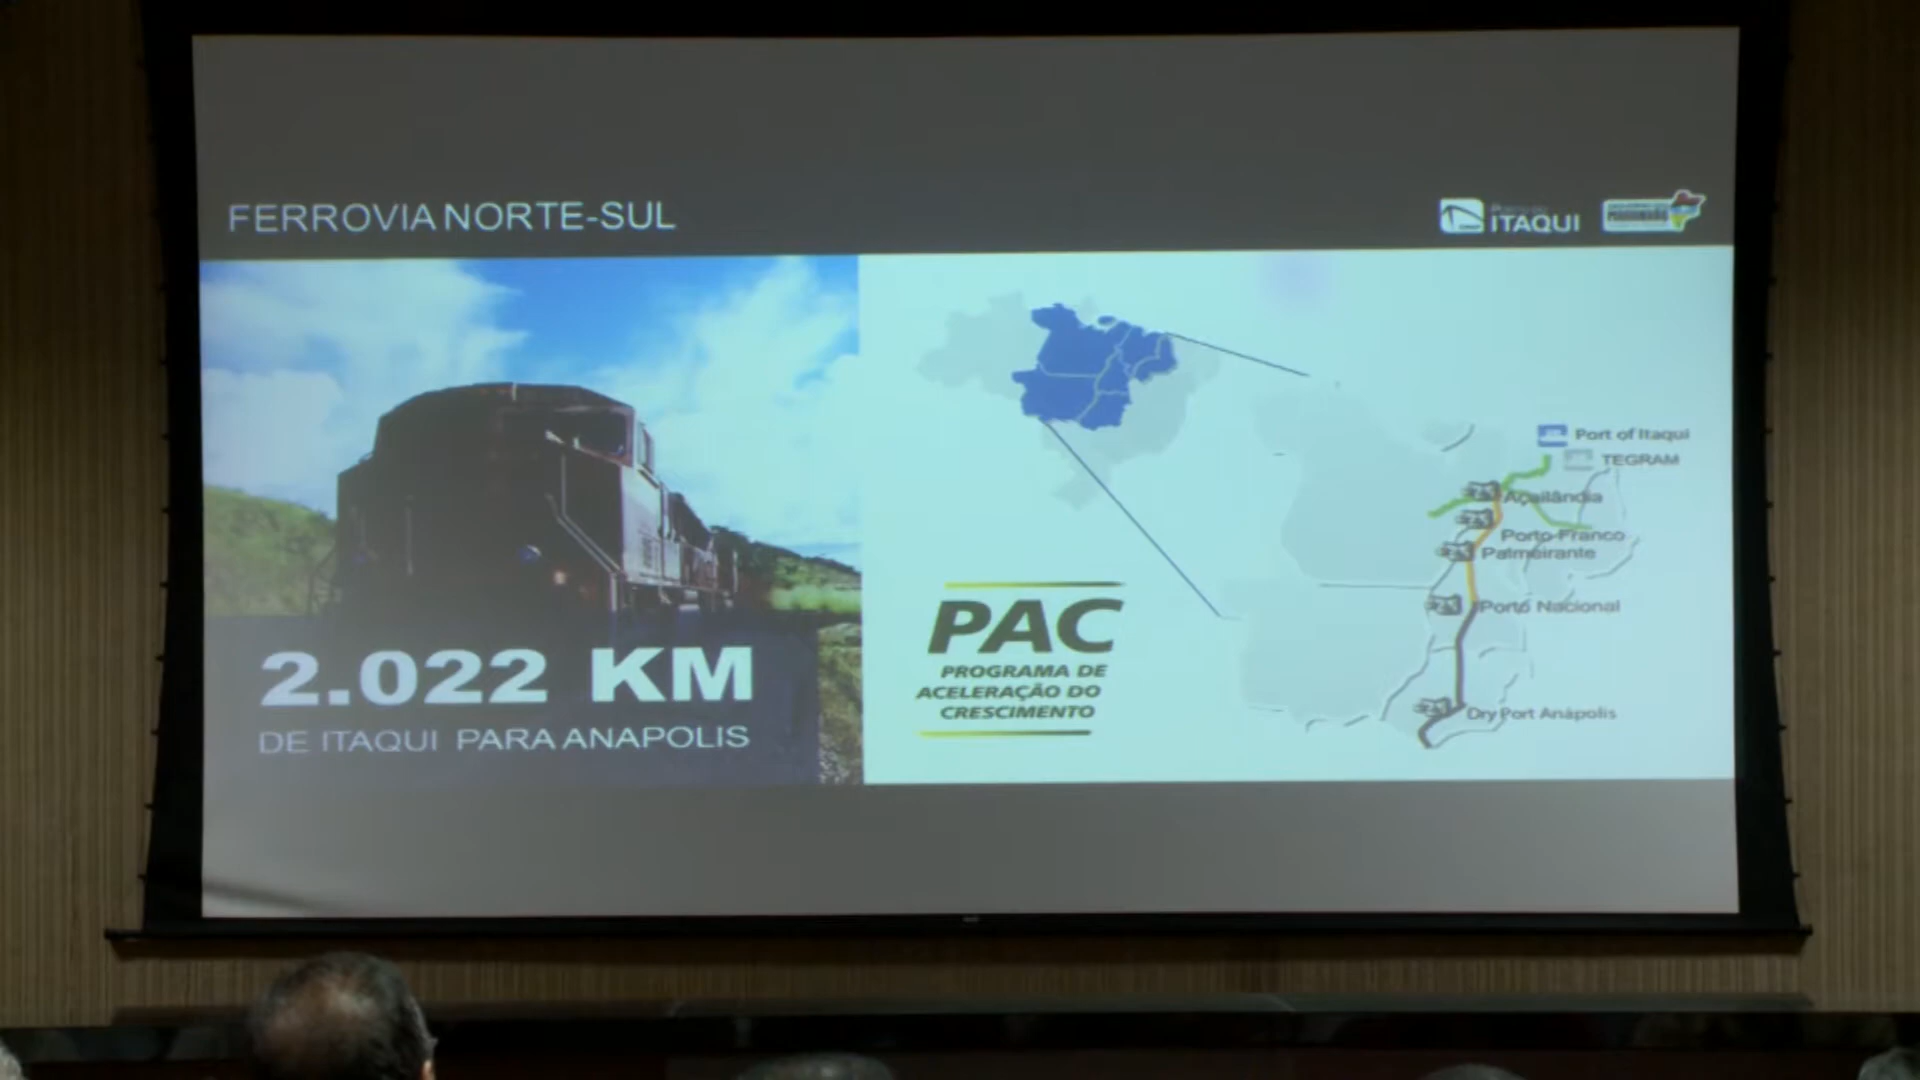 FERROVIA NORTE-SUL
ITAQUI
2.022 KM
DE ITAQUI PARA ANAPOLIS
PAC
PROGRAMA DE
ACELERAÇÃO DO
CRESCIMENTO
Port of Itaqui
TEGRAM
Açailândia
Porto Franco
Palmeirante
Porto Nacional
Dry Port Anápolis